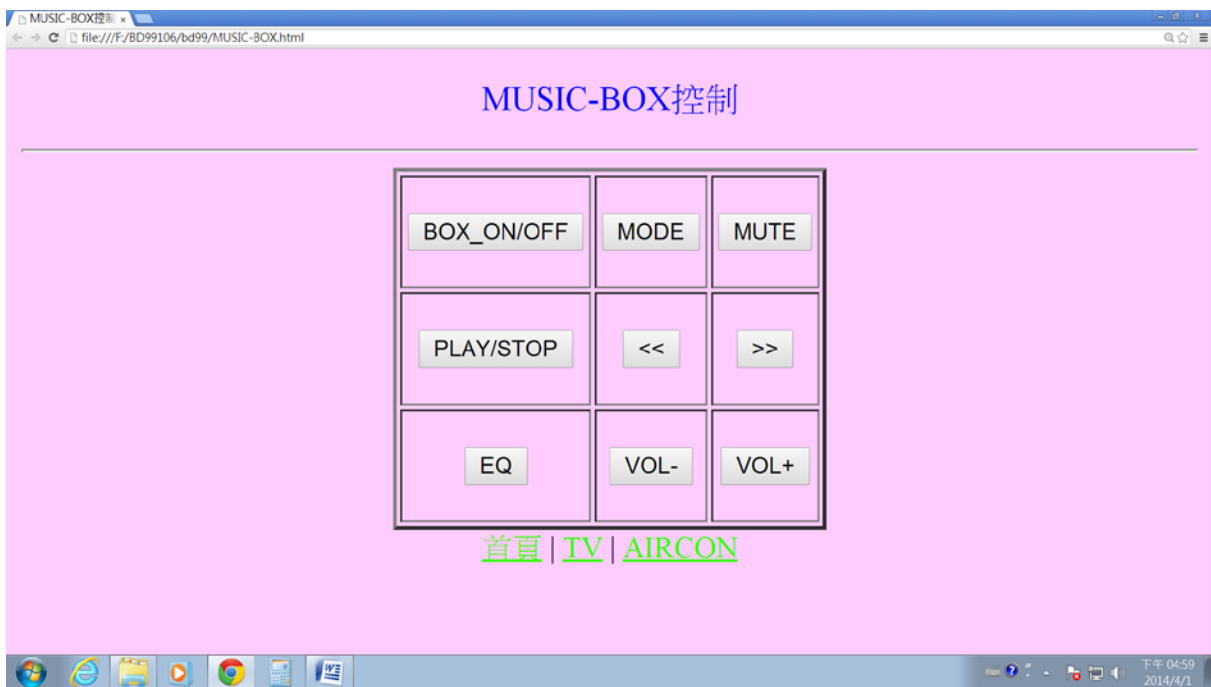 MUSIC-BOX控制
file:///F:/BD99106/bd99/MUSIC-BOX.html
MUSIC-BOX控制
BOX_ON/OFF MODE MUTE
PLAY/STOP << >>
EQ VOL- VOL+
首頁 | TV | AIRCON
下午 04:59
2014/4/1